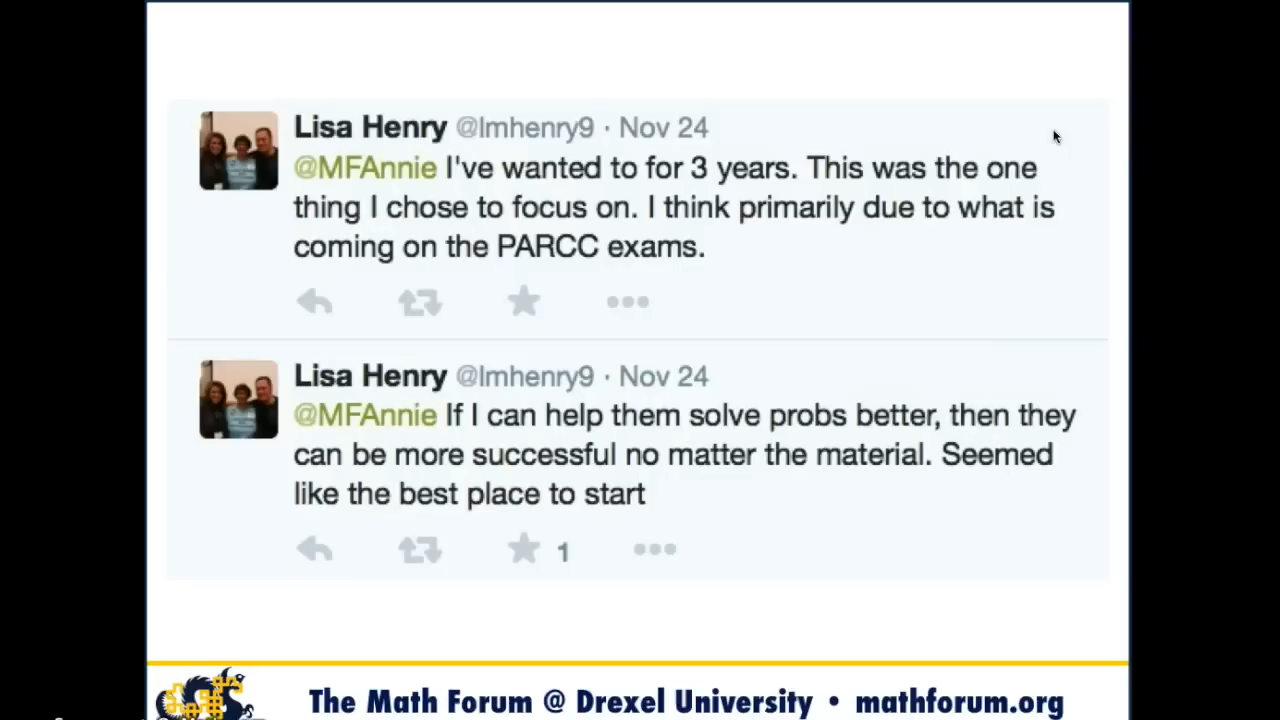 Lisa Henry @lmhenry9 · Nov 24
@MFAnnie I've wanted to for 3 years. This was the one
thing I chose to focus on. I think primarily due to what is
coming on the PARCC exams.
Lisa Henry @lmhenry9 · Nov 24
@MFAnnie If I can help them solve probs better, then they
can be more successful no matter the material. Seemed
like the best place to start
1
The Math Forum @ Drexel University • mathforum.org